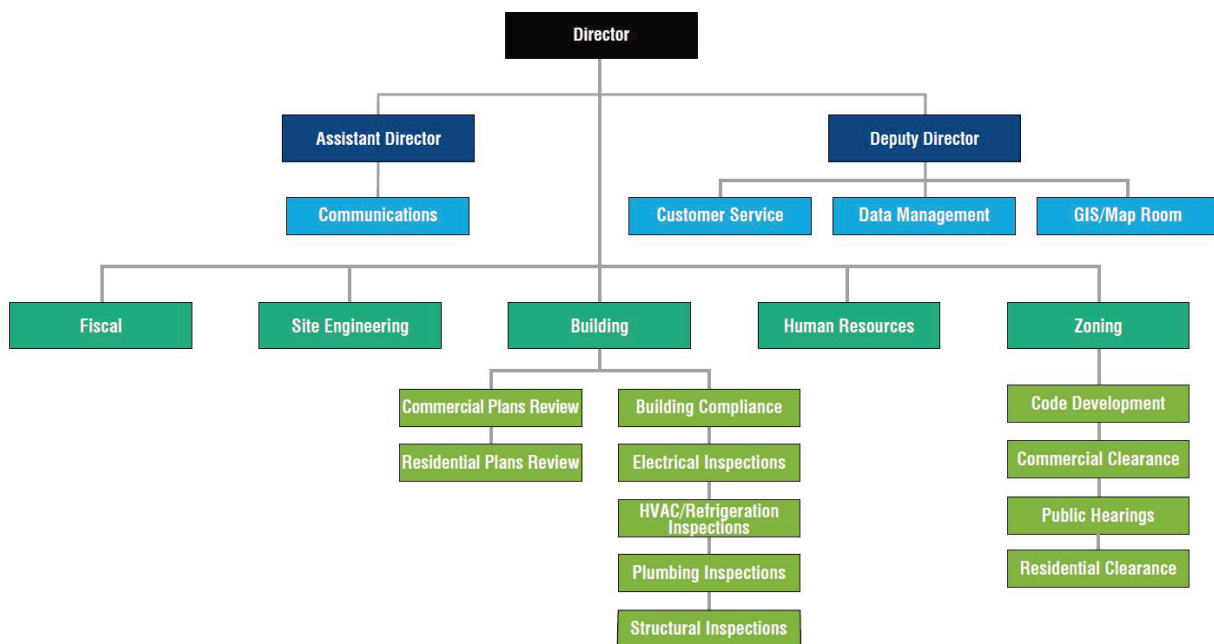 Director
Assistant Director
Deputy Director
Communications
Customer Service
Data Management
GIS/Map Room
Fiscal
Site Engineering
Building
Human Resources
Zoning
Commercial Plans Review
Residential Plans Review
Building Compliance
Electrical Inspections
HVAC/Refrigeration
Inspections
Plumbing Inspections
Structural Inspections
Code Development
Commercial Clearance
Public Hearings
Residential Clearance